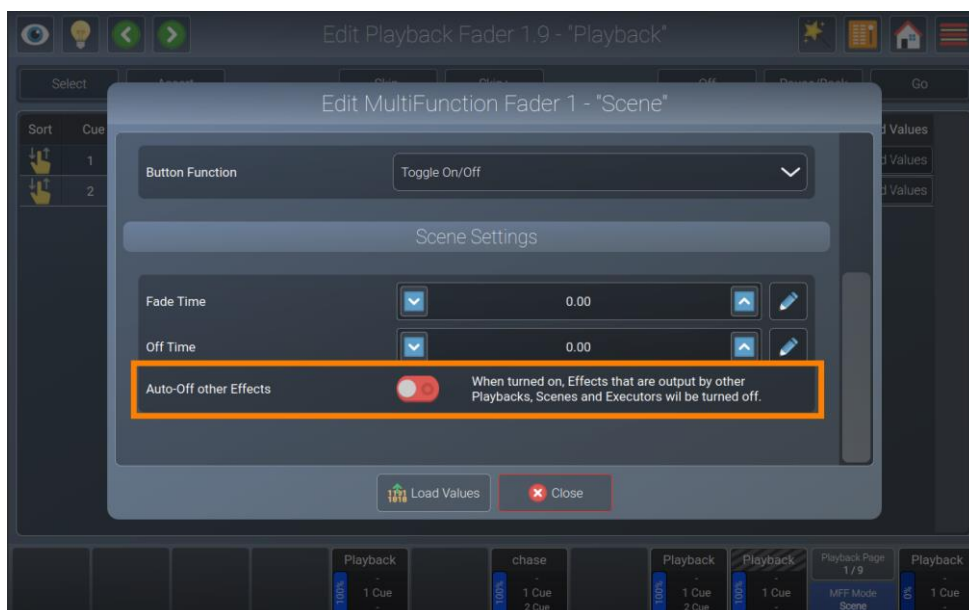 Edit Playback Fader 1.9 - "Playback"
Select
Off
Go
Edit MultiFunction Fader 1 - "Scene"
Sort
Cue
d Values
1
d Values
2
d Values
Button Function
Toggle On/Off
Scene Settings
Fade Time
0.00
Off Time
0.00
Auto-Off other Effects
When turned on, Effects that are output by other
Playbacks, Scenes and Executors wil be turned off.
Load Values
Close
Playback
-
100%
1 Cue
-
chase
-
100%
1 Cue
2 Cue
Playback
-
100%
1 Cue
2 Cue
Playback
-
100%
1 Cue
-
Playback Page
1/9
MFF Mode
Scene
Playback
-
0%
1 Cue
-